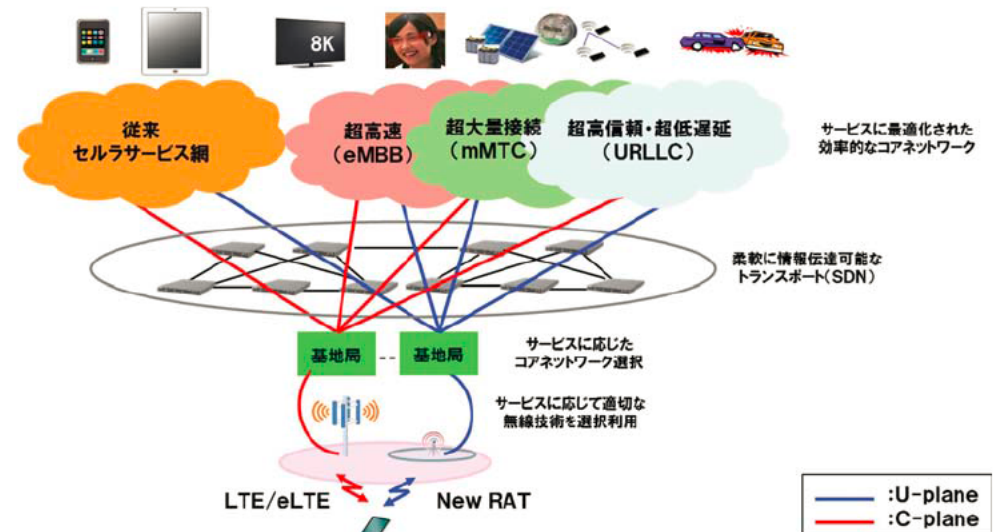 8K
従来
セルラサービス網
超高速
(eMBB)
超大量接続
(mMTC)
超高信頼・超低遅延
(URLLC)
サービスに最適化された
効率的なコアネットワーク
柔軟に情報伝達可能な
トランスポート(SDN)
基地局
基地局
サービスに応じた
コアネットワーク選択
サービスに応じて適切な
無線技術を選択利用
LTE/eLTE
New RAT
:U-plane
:C-plane